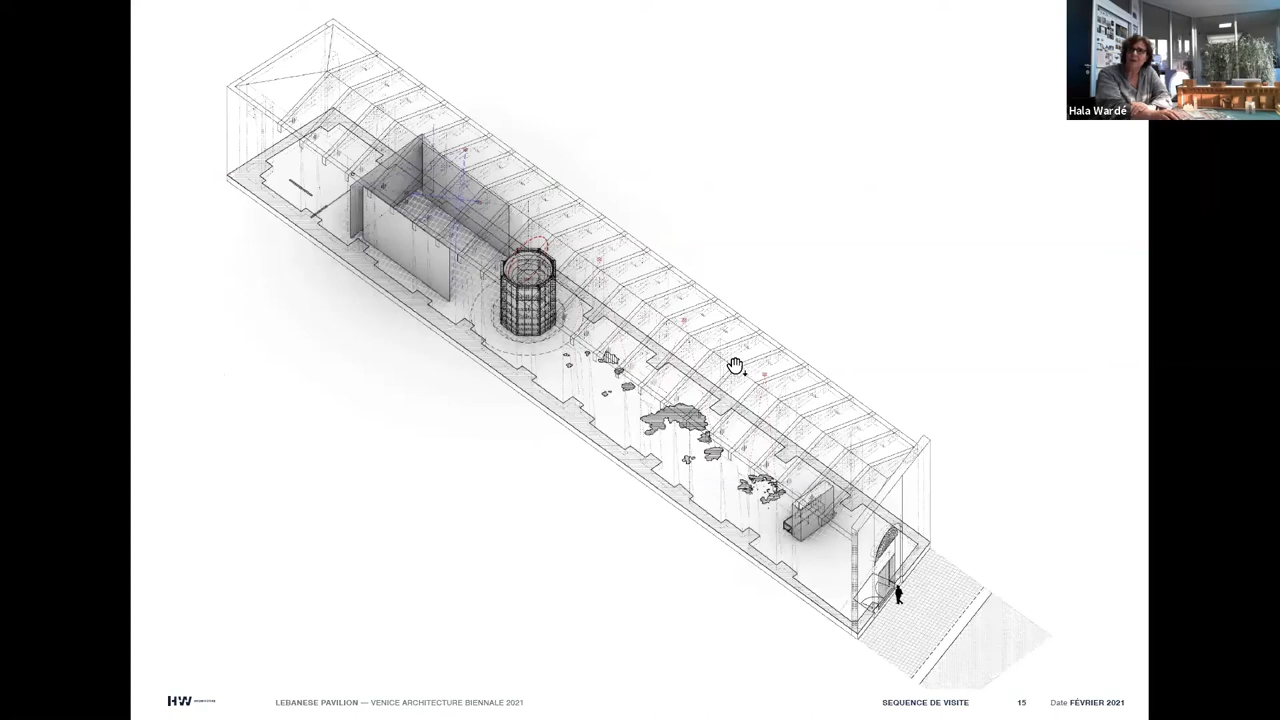 Hala Wardé
HW
LEBANESE PAVILION — VENICE ARCHITECTURE BIENNALE 2021
SEQUENCE DE VISITE
15
Date FÉVRIER 2021